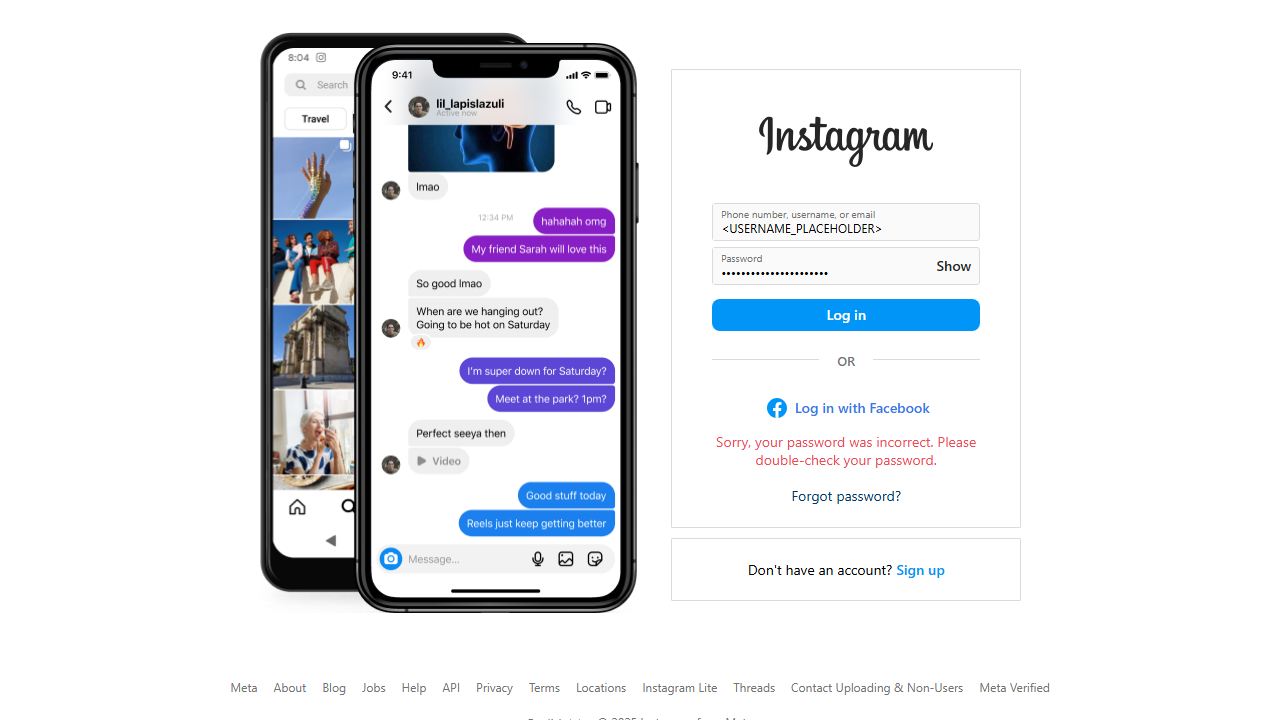 8:04
Search
Travel
9:41
lil_lapislazuli
Active now
lmao
12:34 PM
hahahah omg
My friend Sarah will love this
So good lmao
When are we hanging out?
Going to be hot on Saturday
I'm super down for Saturday?
Meet at the park? 1pm?
Perfect seeya then
Video
Good stuff today
Reels just keep getting better
Message...
Instagram
Phone number, username, or email
<USERNAME_PLACEHOLDER>
Password
••••••••••••••••••••••
Show
Log in
OR
Log in with Facebook
Sorry, your password was incorrect. Please
double-check your password.
Forgot password?
Don't have an account? Sign up
Meta About Blog Jobs Help API Privacy Terms Locations Instagram Lite Threads Contact Uploading & Non-Users Meta Verified